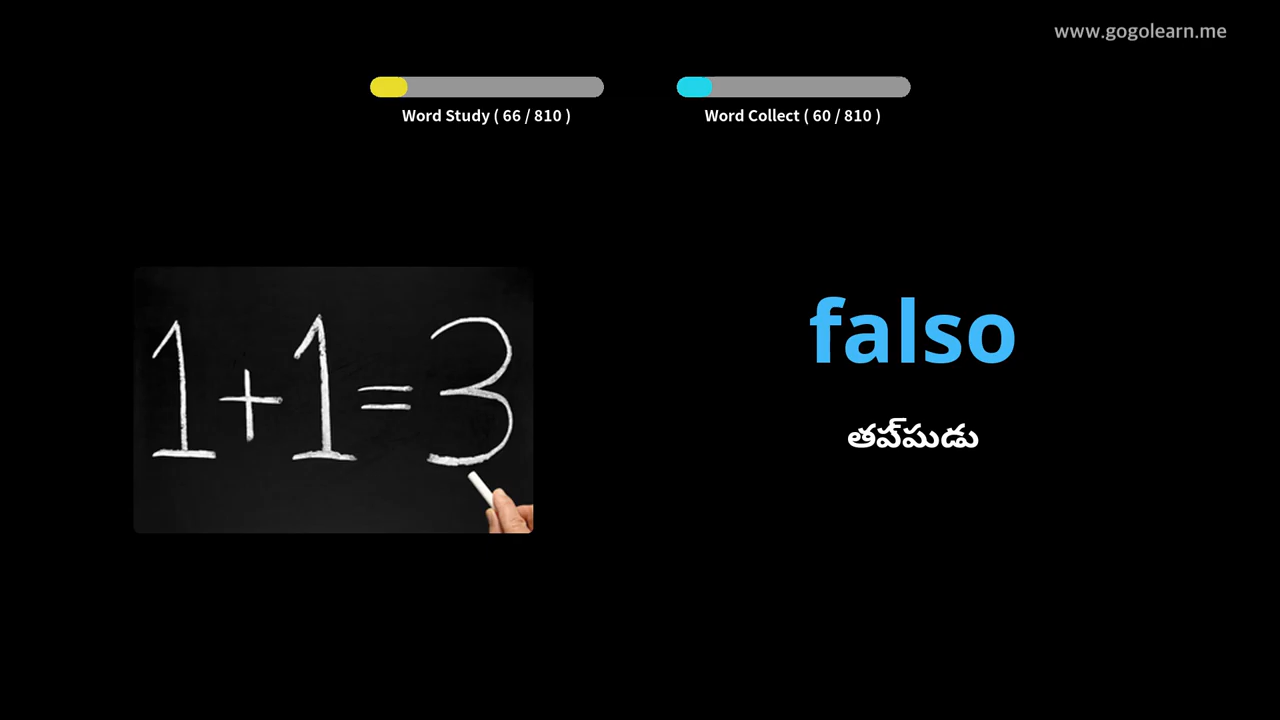 www.gogolearn.me
Word Study ( 66 / 810 )
Word Collect ( 60 / 810 )
1+1=3
falso
తప్పుడు